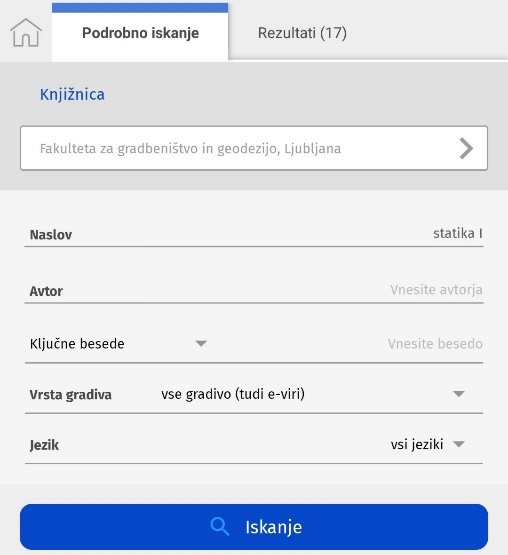 Podrobno iskanje Rezultati (17)
Knjižnica
Fakulteta za gradbeništvo in geodezijo, Ljubljana
Naslov statika I
Avtor Vnesite avtorja
Ključne besede Vnesite besedo
Vrsta gradiva vse gradivo (tudi e-viri)
Jezik vsi jeziki
Iskanje